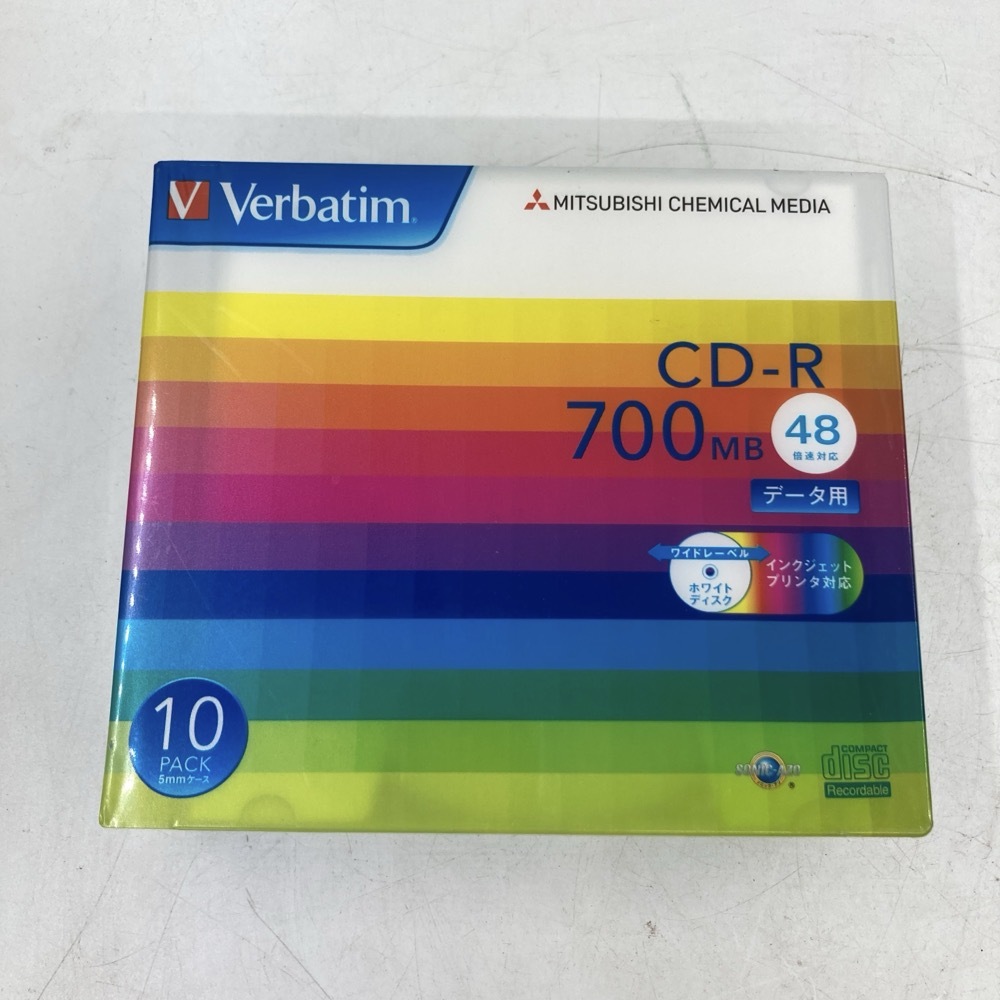 Verbatim
MITSUBISHI CHEMICAL MEDIA
CD-R
700MB
48
倍速対応
データ用
ワイドレーベル
ホワイト
ディスク
インクジェット
プリンタ対応
10
PACK
5mmケース
SONIC-AZO
COMPACT
disc
Recordable